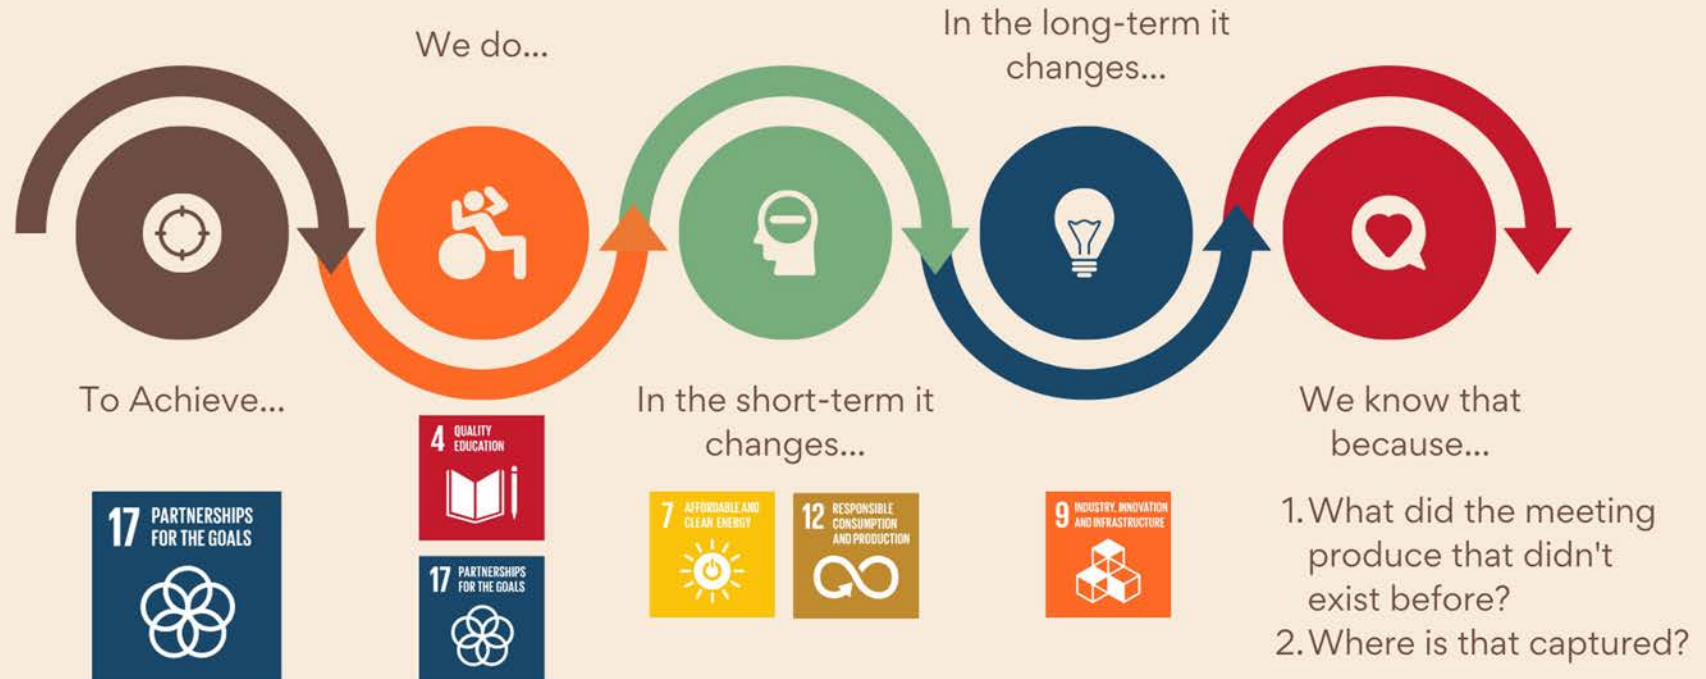 We do...
In the long-term it
changes...
To Achieve...
In the short-term it
changes...
We know that
because...
17 PARTNERSHIPS
FOR THE GOALS
4 QUALITY
EDUCATION
17 PARTNERSHIPS
FOR THE GOALS
7 AFFORDABLE AND
CLEAN ENERGY
12 RESPONSIBLE
CONSUMPTION
AND PRODUCTION
9 INDUSTRY, INNOVATION
AND INFRASTRUCTURE
1. What did the meeting
produce that didn't
exist before?
2. Where is that captured?